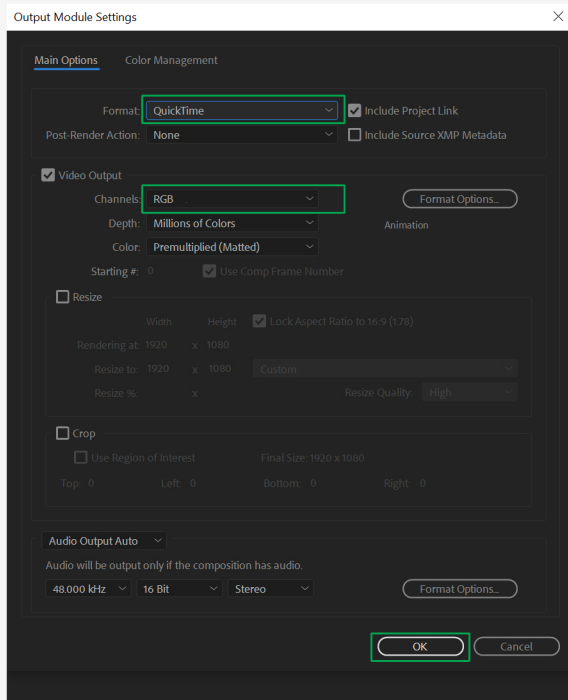 Output Module Settings
Main Options Color Management
Format: QuickTime Include Project Link
Post-Render Action: None Include Source XMP Metadata
Video Output
Channels: RGB Format Options...
Depth: Millions of Colors Animation
Color: Premultiplied (Matted)
Starting #: 0 Use Comp Frame Number
Resize
Width Height Lock Aspect Ratio to 16:9 (1.78)
Rendering at: 1920 x 1080
Resize to: 1920 x 1080 Custom
Resize %: x Resize Quality: High
Crop
Use Region of Interest Final Size: 1920 x 1080
Top: 0 Left: 0 Bottom: 0 Right: 0
Audio Output Auto
Audio will be output only if the composition has audio.
48.000 kHz 16 Bit Stereo Format Options...
OK Cancel